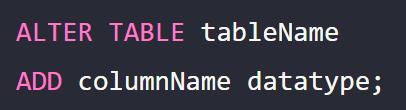 ALTER TABLE tableName
ADD columnName datatype;